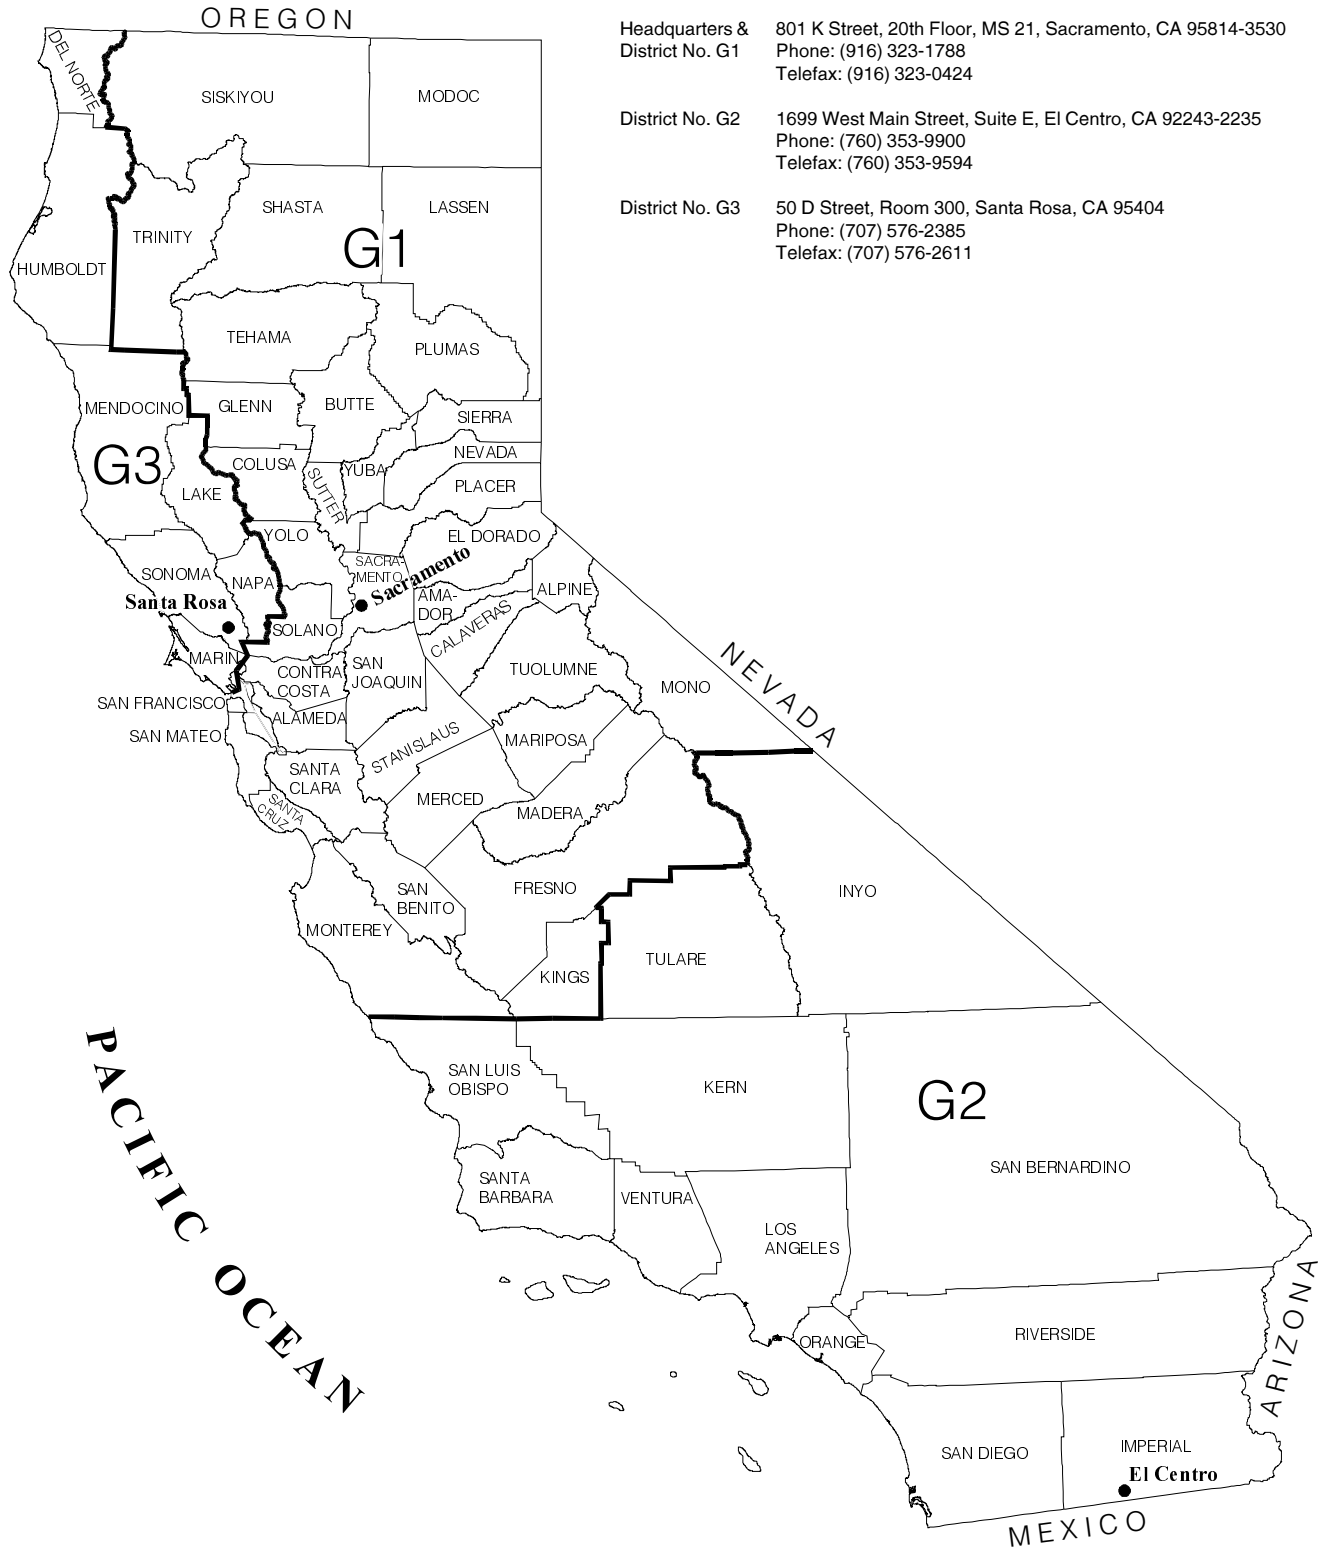 OREGON
Headquarters & 801 K Street, 20th Floor, MS 21, Sacramento, CA 95814-3530
District No. G1 Phone: (916) 323-1788
Telefax: (916) 323-0424
District No. G2 1699 West Main Street, Suite E, El Centro, CA 92243-2235
Phone: (760) 353-9900
Telefax: (760) 353-9594
District No. G3 50 D Street, Room 300, Santa Rosa, CA 95404
Phone: (707) 576-2385
Telefax: (707) 576-2611
DEL NORTE
SISKIYOU
MODOC
SHASTA
LASSEN
TRINITY
G1
HUMBOLDT
TEHAMA
PLUMAS
MENDOCINO
GLENN
BUTTE
SIERRA
G3
COLUSA
SUTTER
YUBA
NEVADA
PLACER
LAKE
YOLO
EL DORADO
SONOMA
NAPA
SACRA-
MENTO
Sacramento
ALPINE
Santa Rosa
AMA-
DOR
SOLANO
CALAVERAS
MARIN
CONTRA
COSTA
SAN
JOAQUIN
TUOLUMNE
MONO
NEVADA
SAN FRANCISCO
ALAMEDA
SAN MATEO
STANISLAUS
MARIPOSA
SANTA
CLARA
SANTA
CRUZ
MERCED
MADERA
FRESNO
INYO
SAN
BENITO
MONTEREY
TULARE
KINGS
PACIFIC OCEAN
SAN LUIS
OBISPO
KERN
G2
SAN BERNARDINO
SANTA
BARBARA
VENTURA
LOS
ANGELES
ARIZONA
ORANGE
RIVERSIDE
SAN DIEGO
IMPERIAL
El Centro
MEXICO